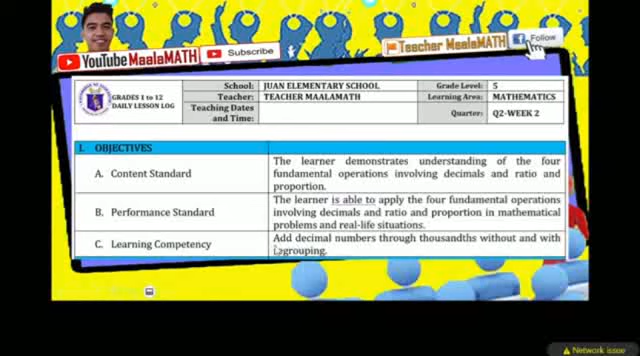 YouTube MaalaMATH
Subscribe
Teacher MaalaMATH
Follow
GRADES 1 to 12
DAILY LESSON LOG
School: JUAN ELEMENTARY SCHOOL Grade Level: 5
Teacher: TEACHER MAALAMATH Learning Area: MATHEMATICS
Teaching Dates and Time: Quarter: Q2-WEEK 2
I. OBJECTIVES
A. Content Standard
The learner demonstrates understanding of the four
fundamental operations involving decimals and ratio and
proportion.
B. Performance Standard
The learner is able to apply the four fundamental operations
involving decimals and ratio and proportion in mathematical
problems and real-life situations.
C. Learning Competency
Add decimal numbers through thousandths without and with
regrouping.
Network issue